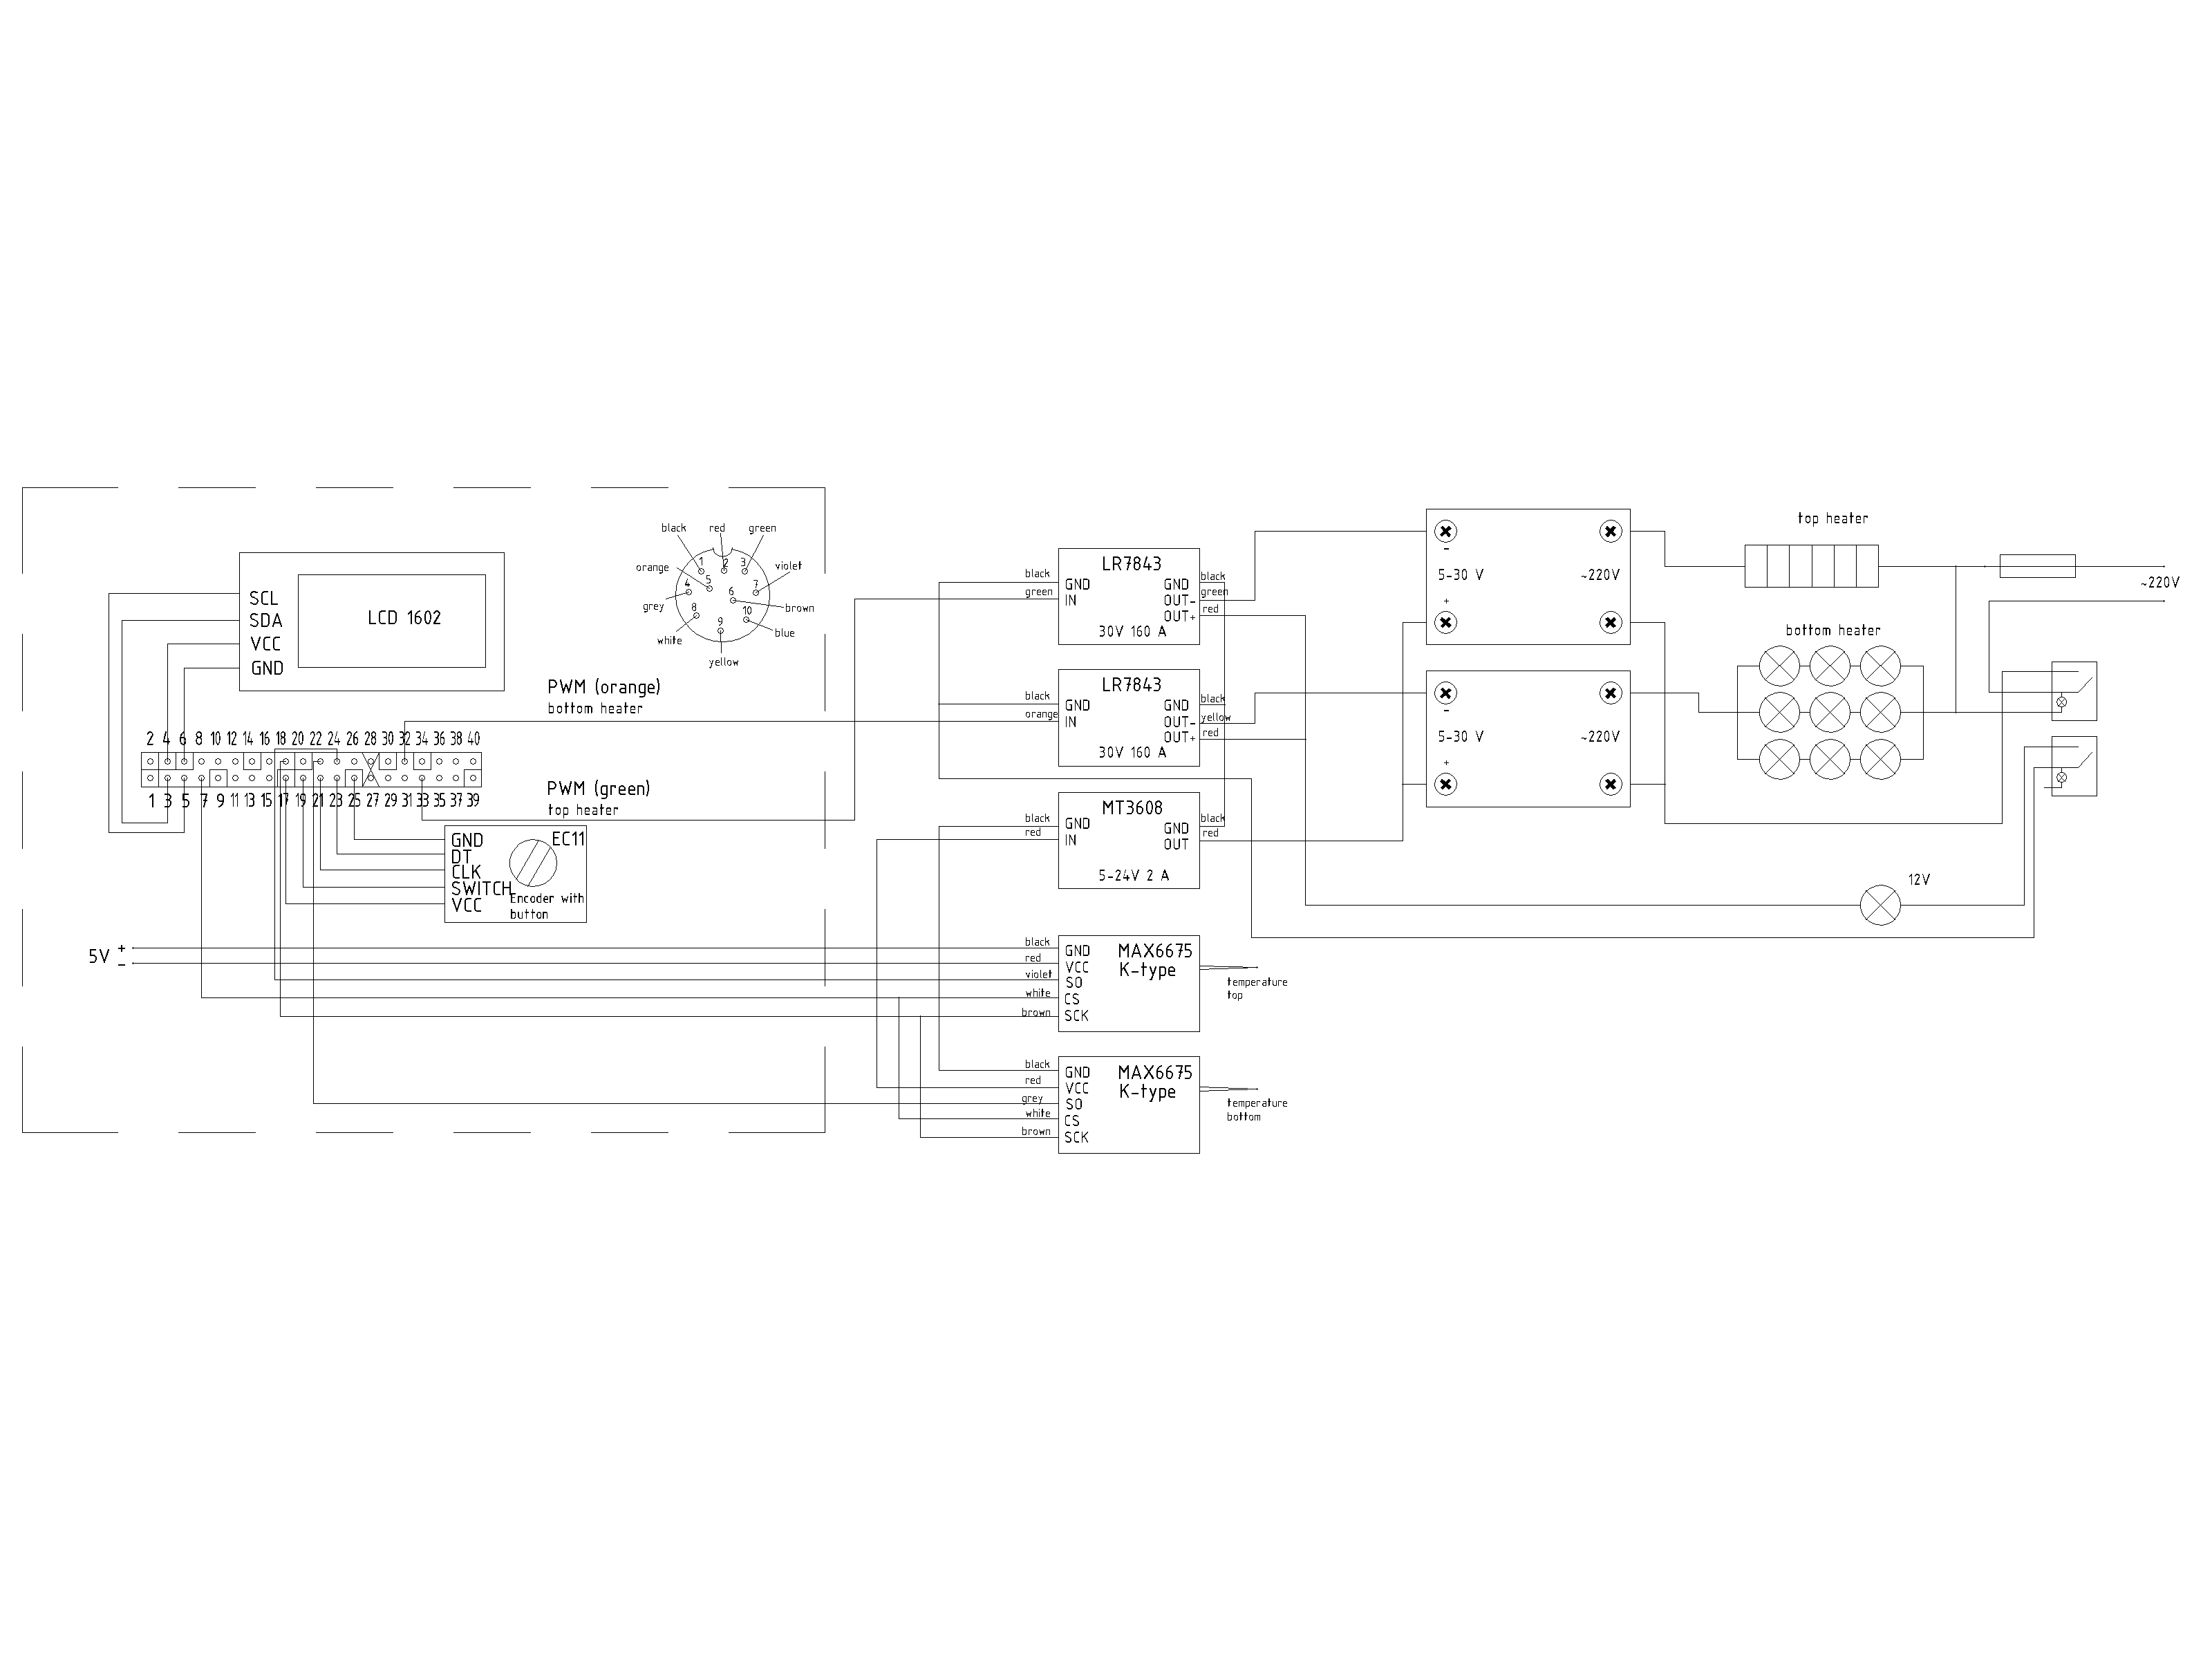 black red green
orange
violet
grey
brown
white
blue
yellow
1 2 3
4 5 6 7
8 9 10
SCL
SDA
VCC
GND
LCD 1602
PWM (orange)
bottom heater
2 4 6 8 10 12 14 16 18 20 22 24 26 28 30 32 34 36 38 40
1 3 5 7 9 11 13 15 17 19 21 23 25 27 29 31 33 35 37 39
PWM (green)
top heater
GND
DT
CLK
SWITCH
VCC
EC11
Encoder with
button
5V + −
black
green
LR7843
GND
IN
GND
OUT-
OUT+
30V 160 A
black
green
red
black
orange
LR7843
GND
IN
GND
OUT-
OUT+
30V 160 A
black
yellow
red
black
red
MT3608
GND
IN
GND
OUT
5-24V 2 A
black
red
black
red
violet
white
brown
GND
VCC
SO
CS
SCK
MAX6675
K-type
temperature
top
black
red
grey
white
brown
GND
VCC
SO
CS
SCK
MAX6675
K-type
temperature
bottom
−
5-30 V
~220V
+
−
5-30 V
~220V
+
top heater
bottom heater
~220V
12V